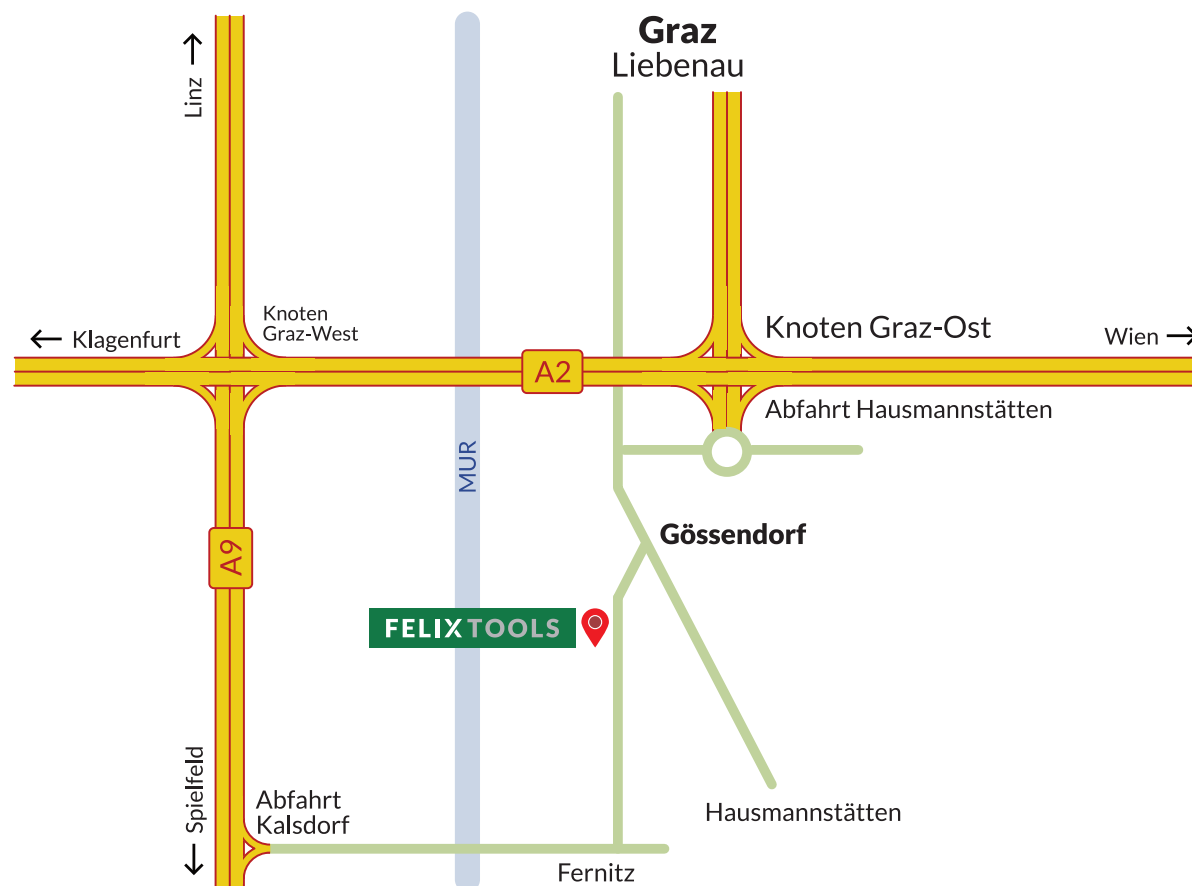 Graz
Liebenau
Linz
Knoten
Graz-West
Klagenfurt
Knoten Graz-Ost
Wien
A2
Abfahrt Hausmannstätten
MUR
Gössendorf
A9
FELIXTOOLS
Spielfeld
Abfahrt
Kalsdorf
Hausmannstätten
Fernitz